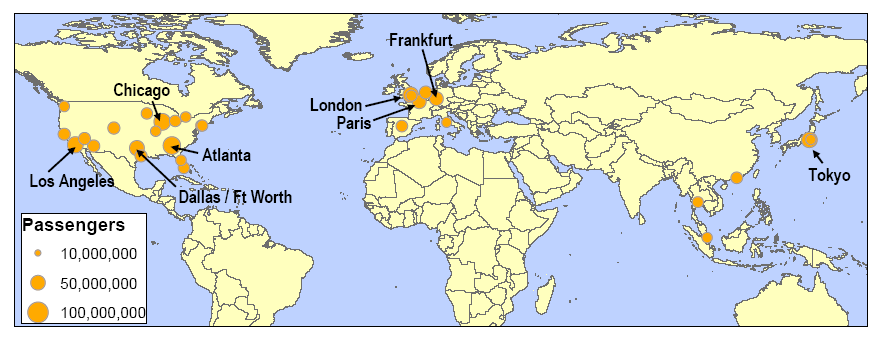 Frankfurt
Chicago
London
Paris
Atlanta
Tokyo
Los Angeles
Dallas / Ft Worth
Passengers
10,000,000
50,000,000
100,000,000